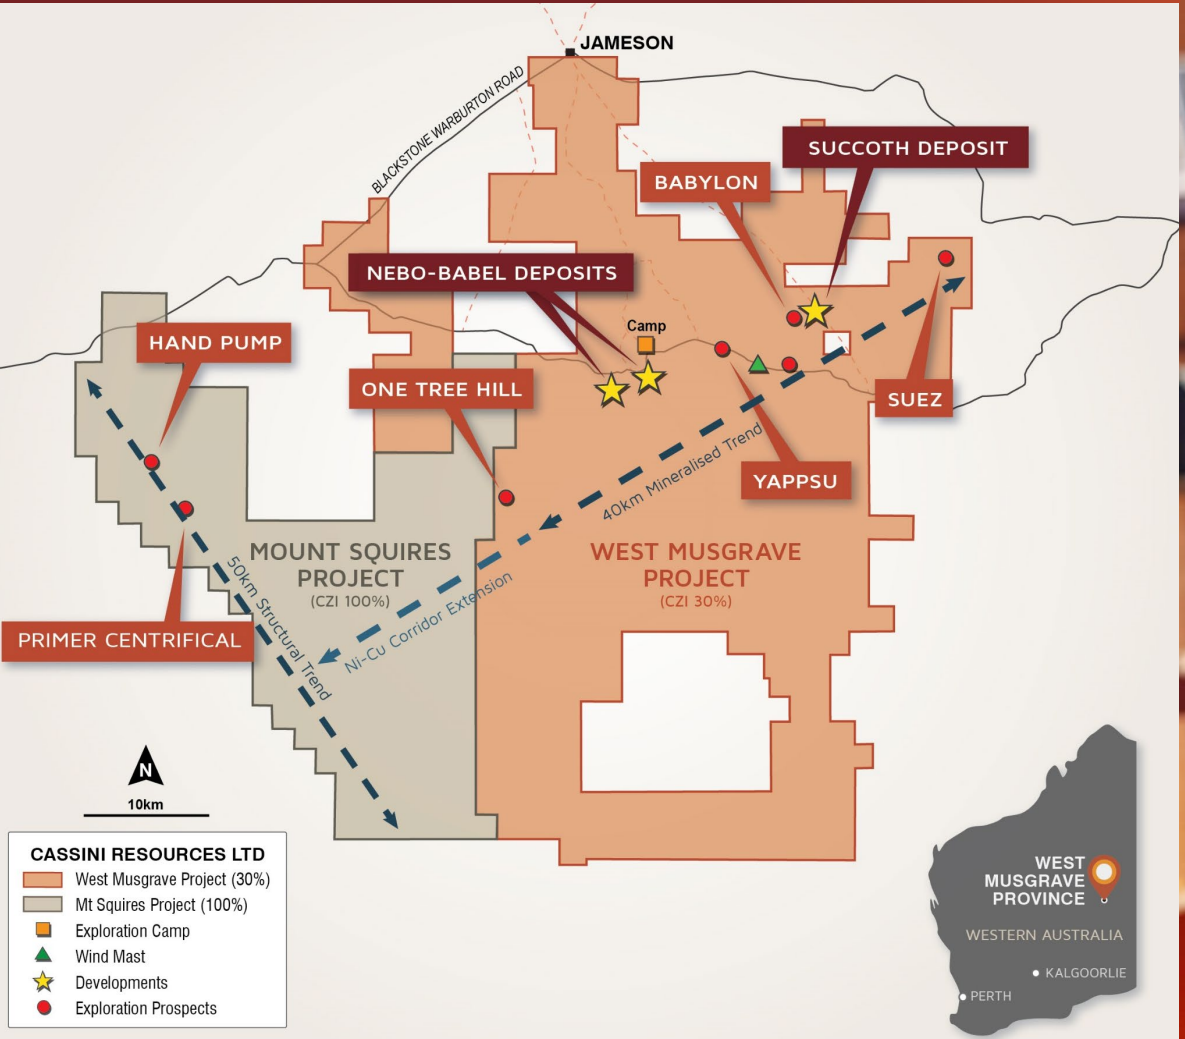 JAMESON
BLACKSTONE WARBURTON ROAD
SUCCOTH DEPOSIT
BABYLON
NEBO-BABEL DEPOSITS
Camp
HAND PUMP
ONE TREE HILL
SUEZ
YAPPSU
40km Mineralised Trend
MOUNT SQUIRES
PROJECT
(CZI 100%)
WEST MUSGRAVE
PROJECT
(CZI 30%)
Ni-Cu Corridor Extension
50km Structural Trend
PRIMER CENTRIFICAL
N
10km
CASSINI RESOURCES LTD
West Musgrave Project (30%)
Mt Squires Project (100%)
Exploration Camp
Wind Mast
Developments
Exploration Prospects
WEST
MUSGRAVE
PROVINCE
WESTERN AUSTRALIA
KALGOORLIE
PERTH